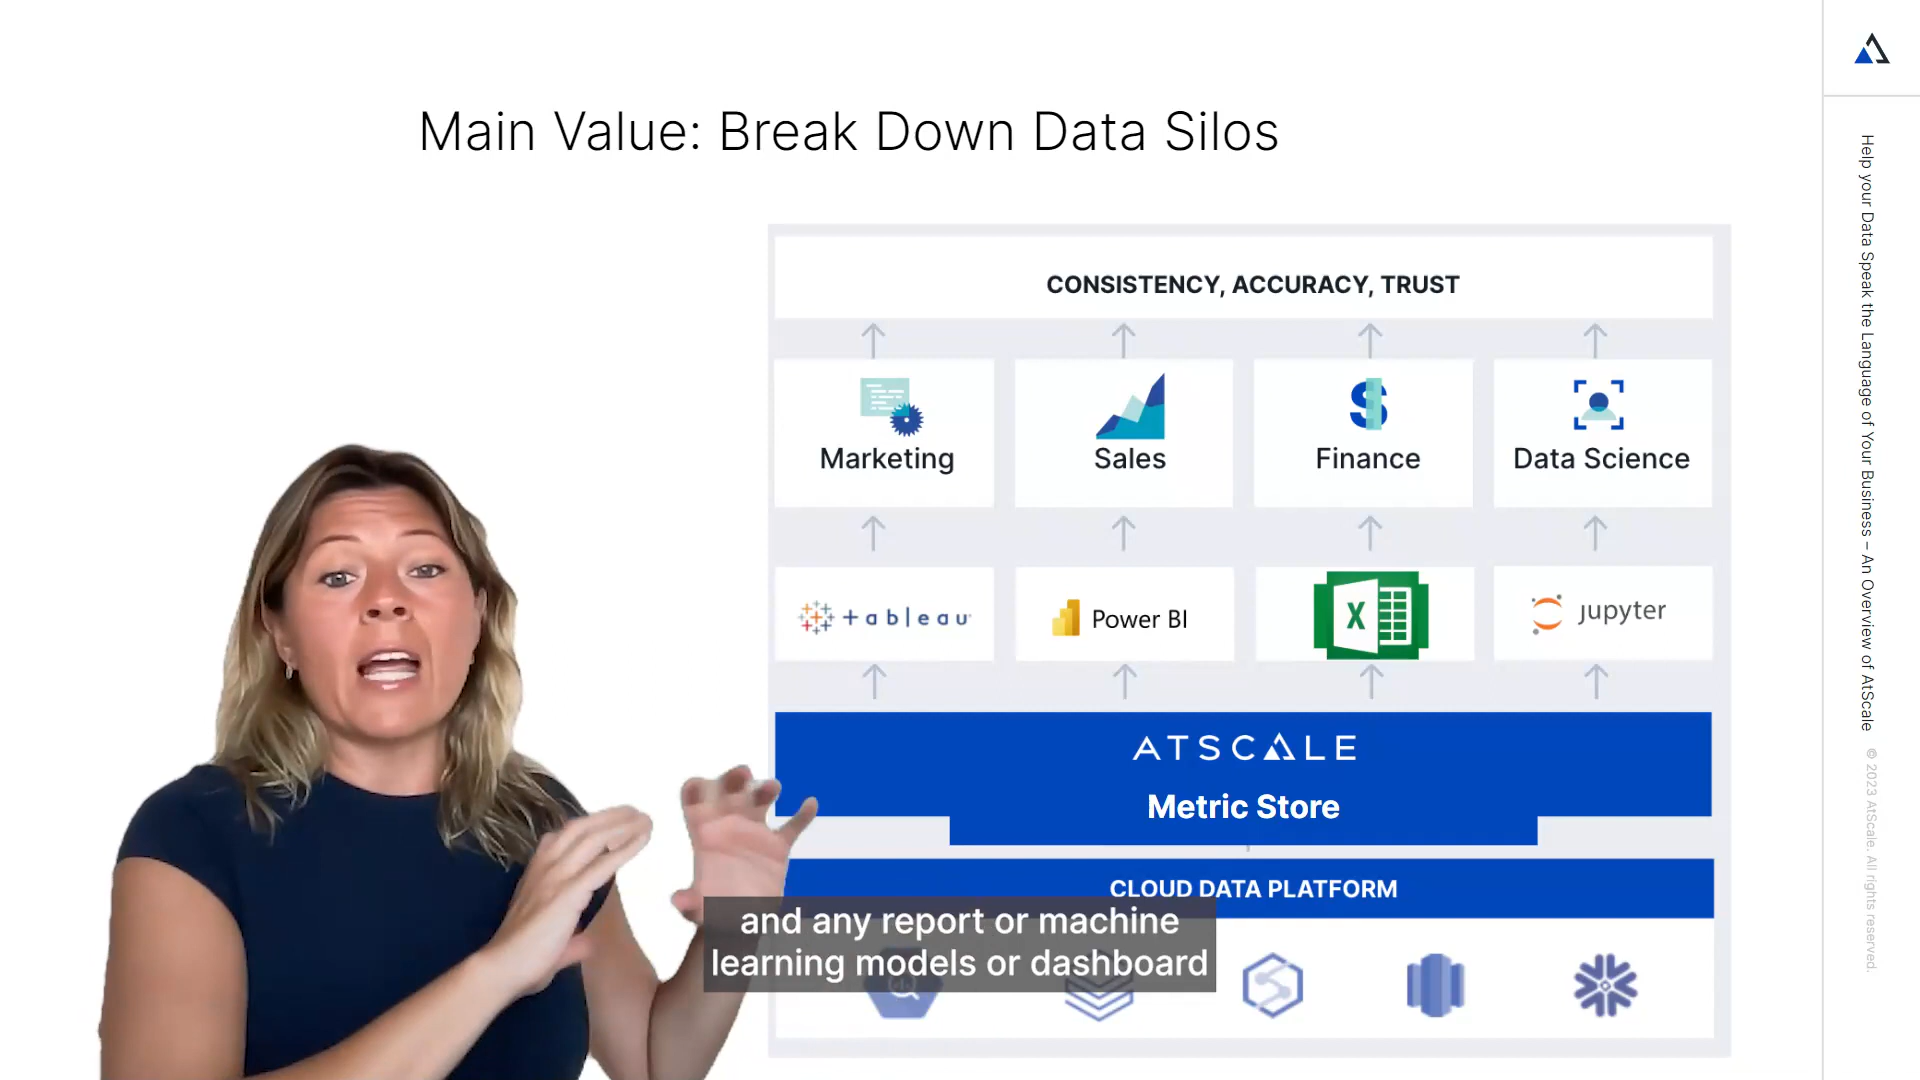 Main Value: Break Down Data Silos
CONSISTENCY, ACCURACY, TRUST
Marketing
Sales
Finance
Data Science
+ableau
Power BI
X
jupyter
ATSCALE
Metric Store
CLOUD DATA PLATFORM
and any report or machine
learning models or dashboard
Help your Data Speak the Language of Your Business – An Overview of AtScale
© 2023 AtScale. All rights reserved.